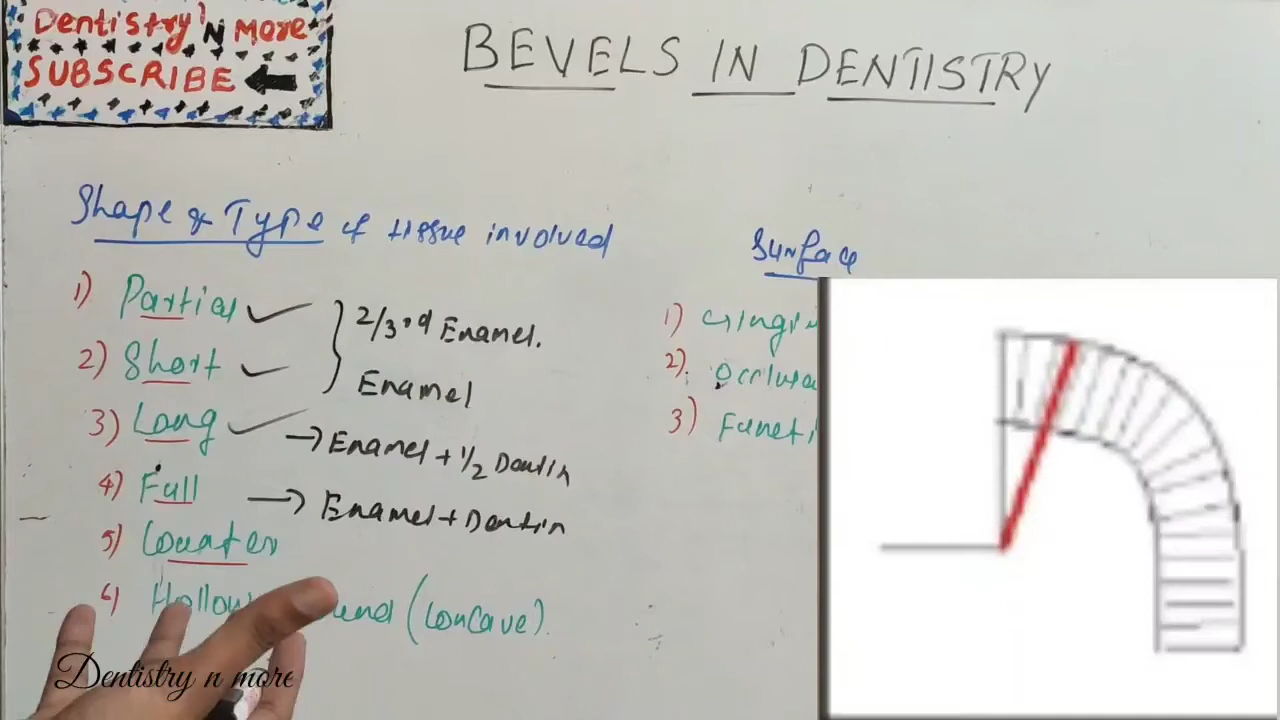 Dentistry'N More
SUBSCRIBE
BEVELS IN DENTISTRY
Shape & Type of tissue involved
1) Partial
2) Short
3) Long
4) Full
5) Counter
6) Hollow
(Concave).
2/3rd Enamel.
Enamel
→ Enamel + 1/2 Dentin
→ Enamel + Dentin
Surface
1)
2).
3) Functi
Dentistry n more